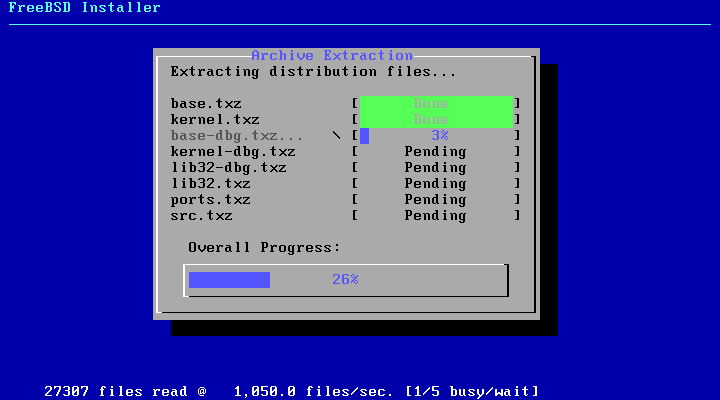 FreeBSD Installer
Archive Extraction
Extracting distribution files...
base.txz [ Done ]
kernel.txz [ Done ]
base-dbg.txz... \ [ 3% ]
kernel-dbg.txz [ Pending ]
lib32-dbg.txz [ Pending ]
lib32.txz [ Pending ]
ports.txz [ Pending ]
src.txz [ Pending ]
Overall Progress:
26%
27307 files read @ 1,050.0 files/sec. [1/5 busy/wait]